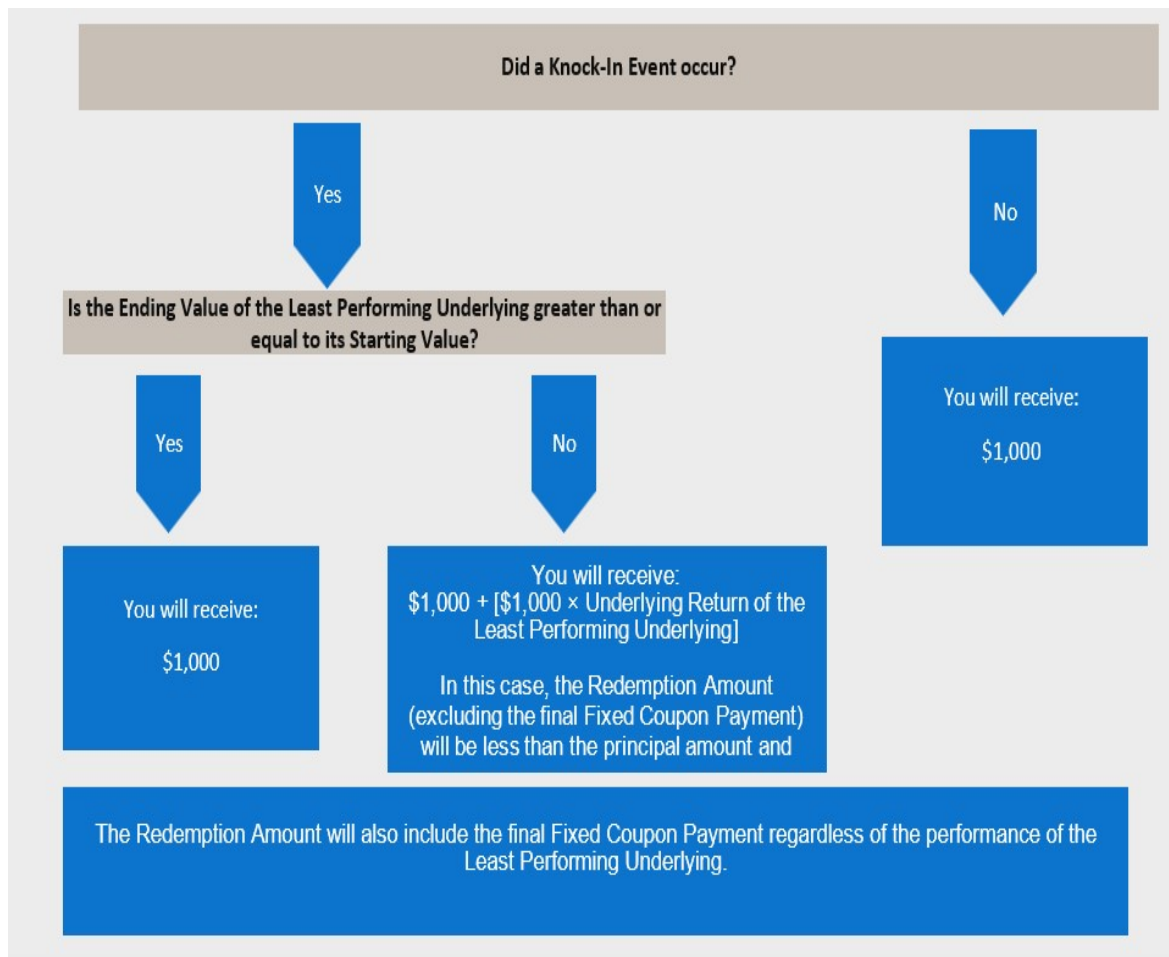 Did a Knock-In Event occur?
Yes
No
Is the Ending Value of the Least Performing Underlying greater than or
equal to its Starting Value?
You will receive:
$1,000
Yes
No
You will receive:
$1,000
You will receive:
$1,000 + [$1,000 × Underlying Return of the
Least Performing Underlying]
In this case, the Redemption Amount
(excluding the final Fixed Coupon Payment)
will be less than the principal amount and
The Redemption Amount will also include the final Fixed Coupon Payment regardless of the performance of the
Least Performing Underlying.